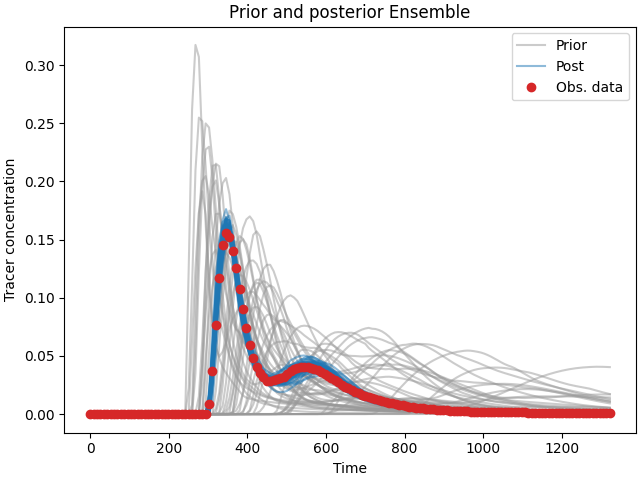 Prior and posterior Ensemble
Prior
Post
Obs. data
0.30
0.25
0.20
0.15
0.10
0.05
0.00
Tracer concentration
0 200 400 600 800 1000 1200
Time